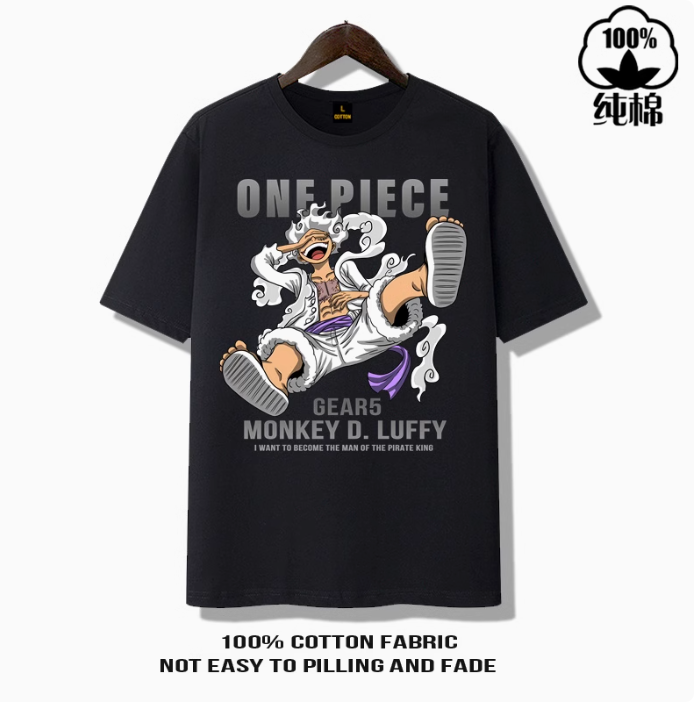 100%
纯棉
L
COTTON
ONE PIECE
GEAR5
MONKEY D. LUFFY
I WANT TO BECOME THE MAN OF THE PIRATE KING
100% COTTON FABRIC
NOT EASY TO PILLING AND FADE